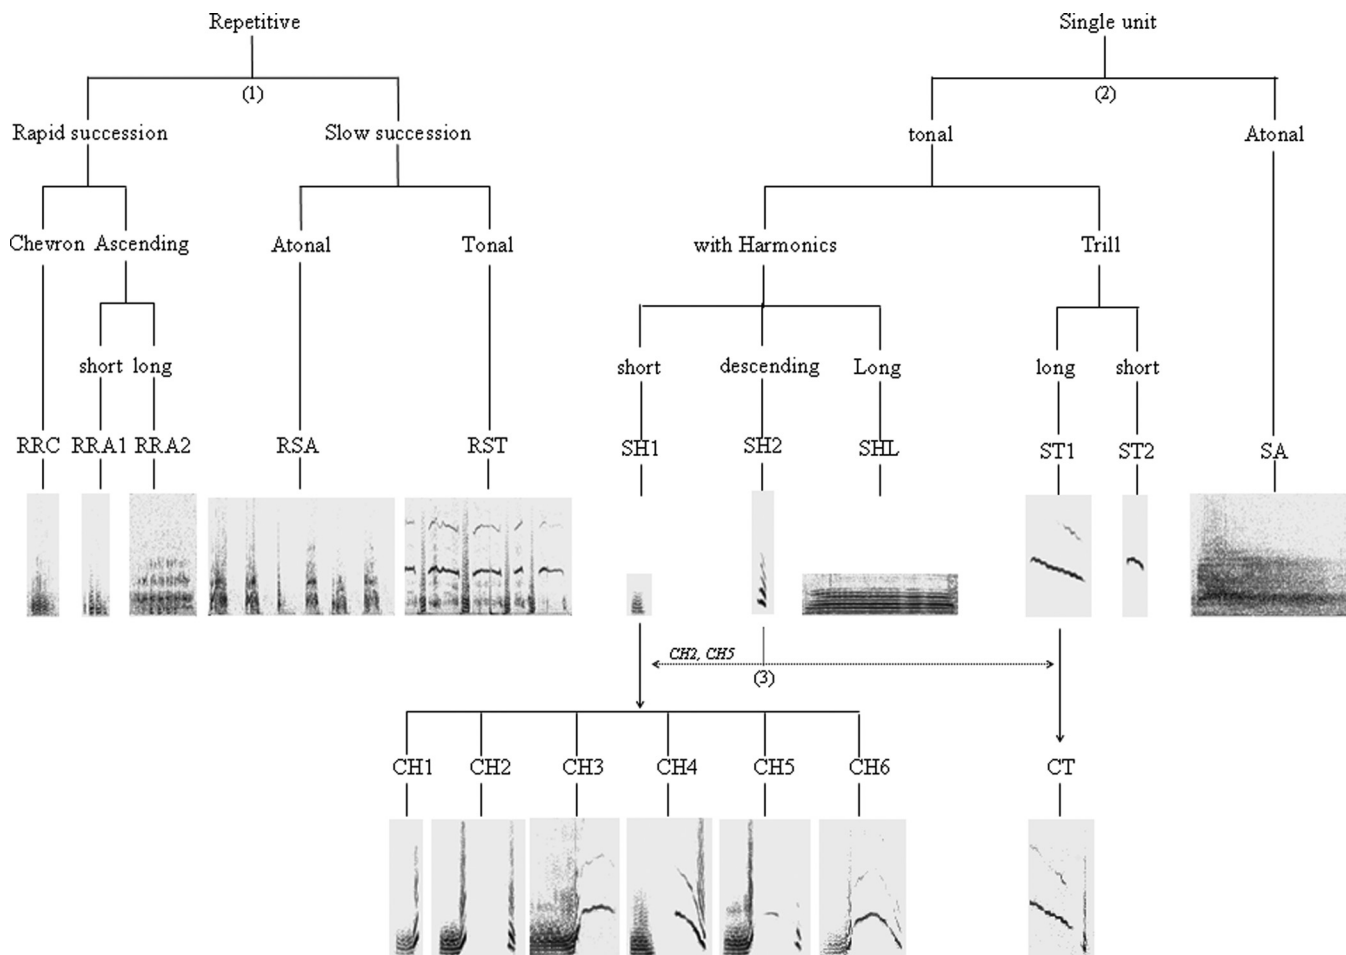 Repetitive Single unit
(1) (2)
Rapid succession Slow succession tonal Atonal
Chevron Ascending Atonal Tonal with Harmonics Trill
short long short descending Long long short
RRC RRA1 RRA2 RSA RST SH1 SH2 SHL ST1 ST2 SA
CH2, CH5
(3)
CH1 CH2 CH3 CH4 CH5 CH6 CT